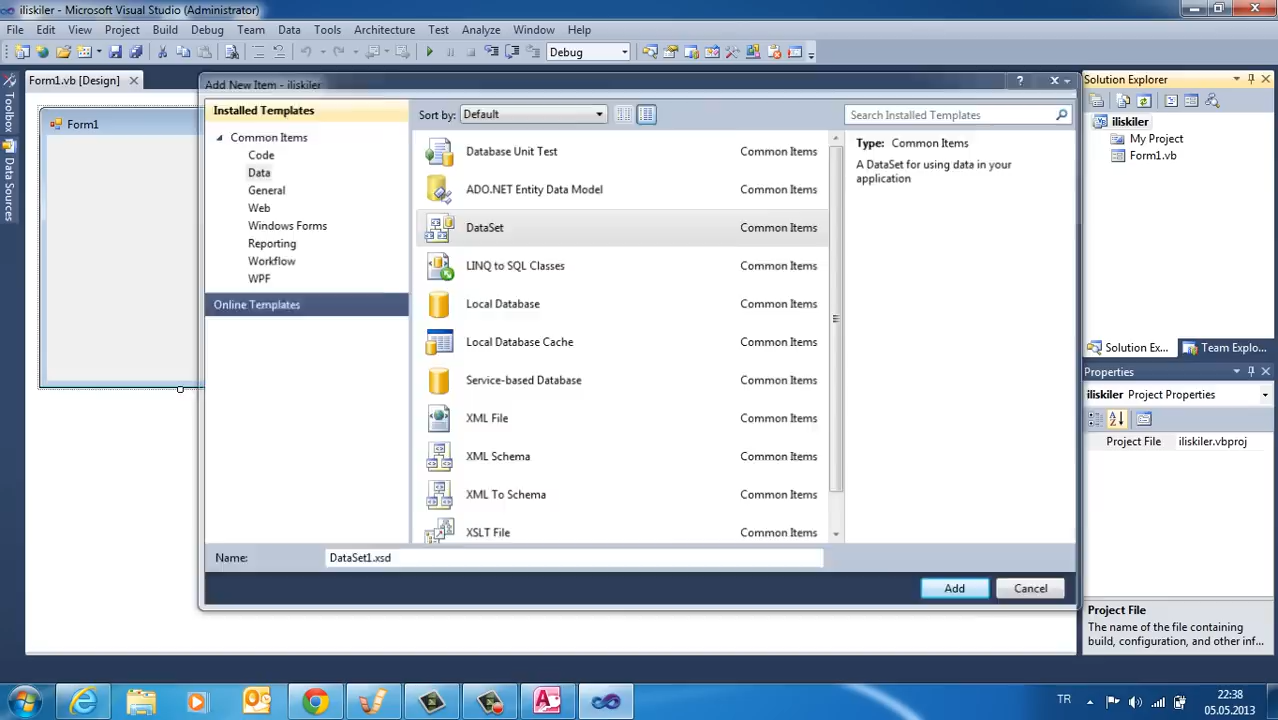 iliskiler - Microsoft Visual Studio (Administrator)
File Edit View Project Build Debug Team Data Tools Architecture Test Analyze Window Help
Debug
Form1.vb [Design]
Toolbox
Data Sources
Form1
Add New Item - iliskiler
Installed Templates
Common Items
Code
Data
General
Web
Windows Forms
Reporting
Workflow
WPF
Online Templates
Sort by: Default
Search Installed Templates
Database Unit Test Common Items
ADO.NET Entity Data Model Common Items
DataSet Common Items
LINQ to SQL Classes Common Items
Local Database Common Items
Local Database Cache Common Items
Service-based Database Common Items
XML File Common Items
XML Schema Common Items
XML To Schema Common Items
XSLT File Common Items
Type: Common Items
A DataSet for using data in your
application
Name: DataSet1.xsd
Add Cancel
Solution Explorer
iliskiler
My Project
Form1.vb
Solution Ex... Team Explo...
Properties
iliskiler Project Properties
Project File iliskiler.vbproj
Project File
The name of the file containing
build, configuration, and other inf...
TR
22:38
05.05.2013